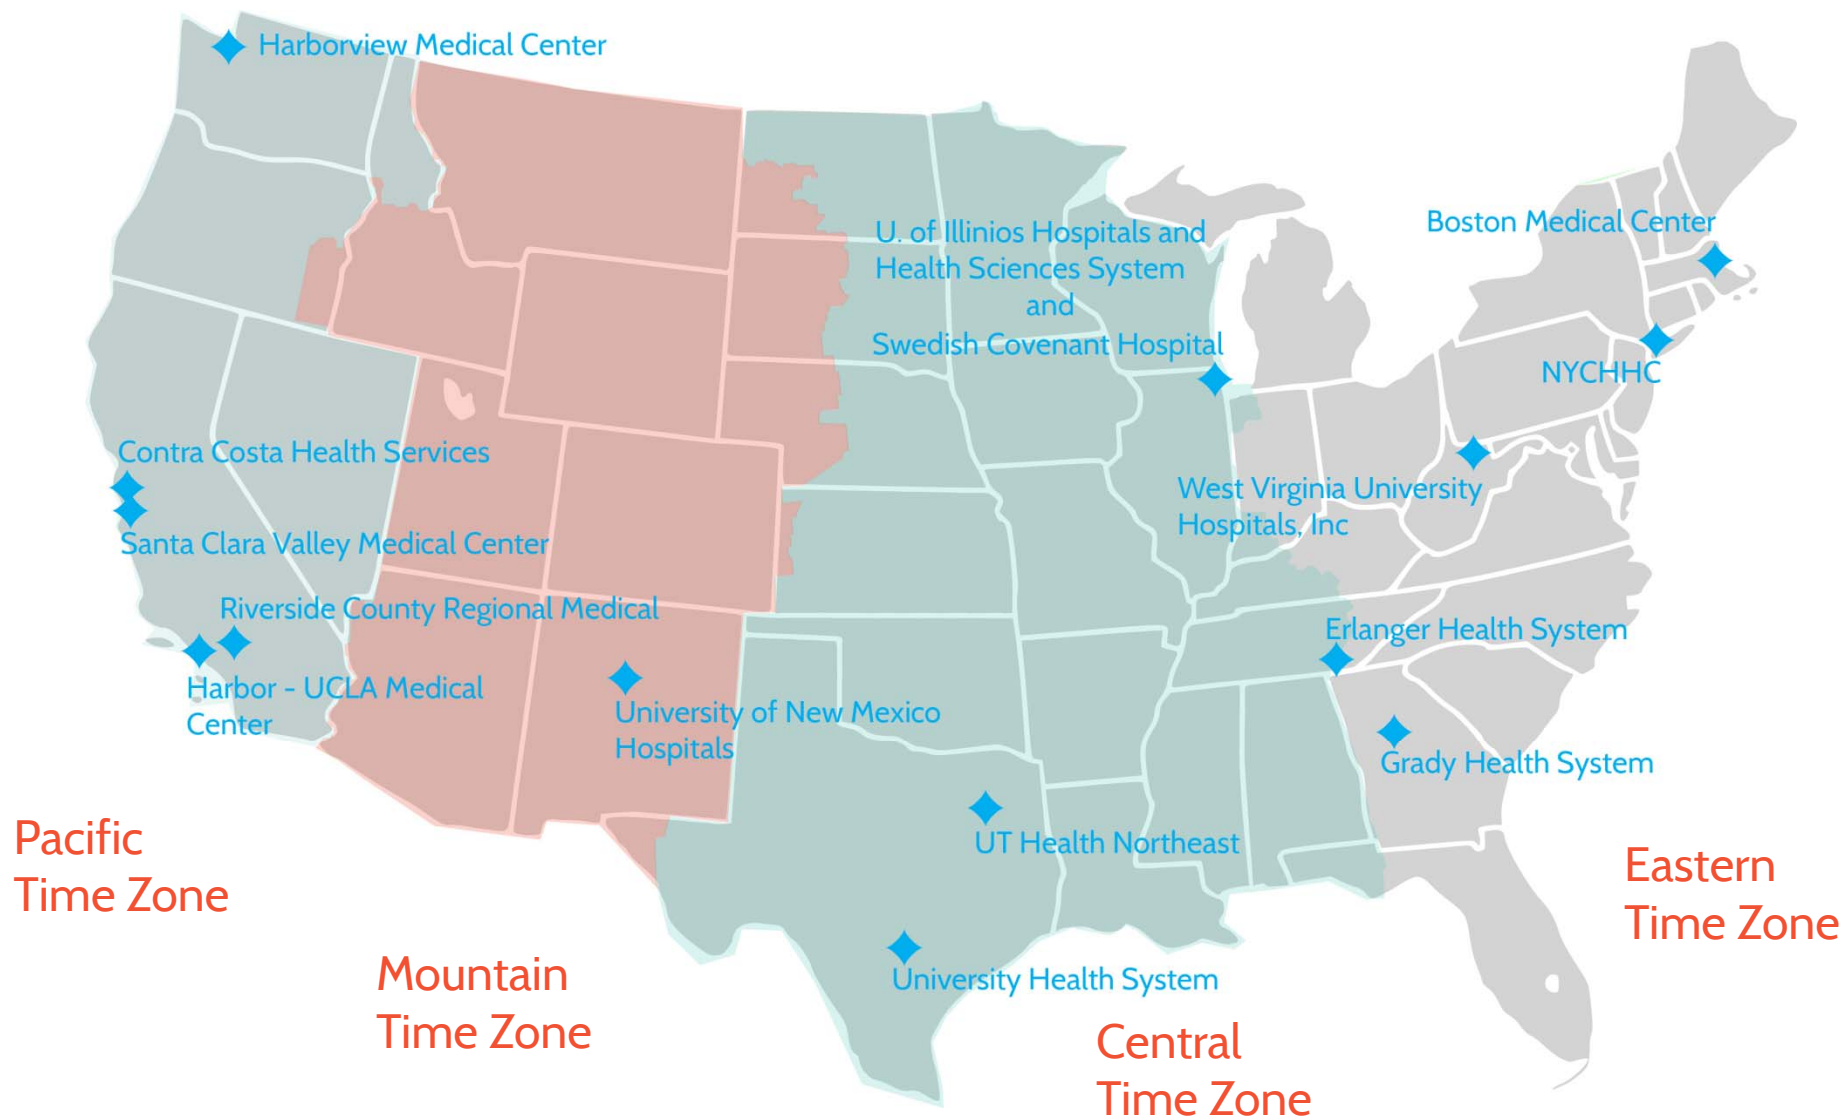 Harborview Medical Center
U. of Illinios Hospitals and
Health Sciences System
and
Swedish Covenant Hospital
Boston Medical Center
NYCHHC
Contra Costa Health Services
Santa Clara Valley Medical Center
West Virginia University
Hospitals, Inc
Riverside County Regional Medical
Harbor - UCLA Medical
Center
University of New Mexico
Hospitals
Erlanger Health System
Grady Health System
UT Health Northeast
University Health System
Pacific
Time Zone
Mountain
Time Zone
Central
Time Zone
Eastern
Time Zone